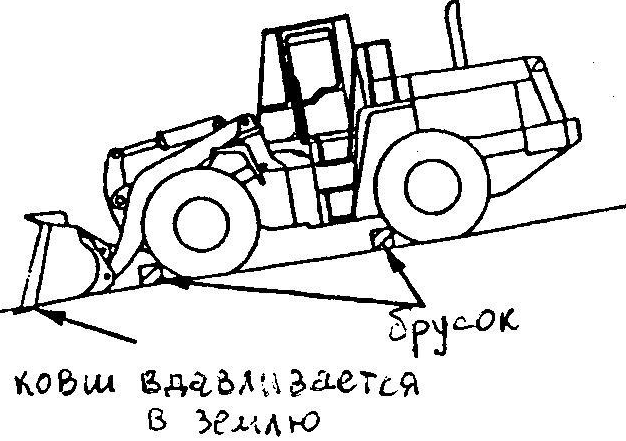 брусок
ковш вдавливается
в землю